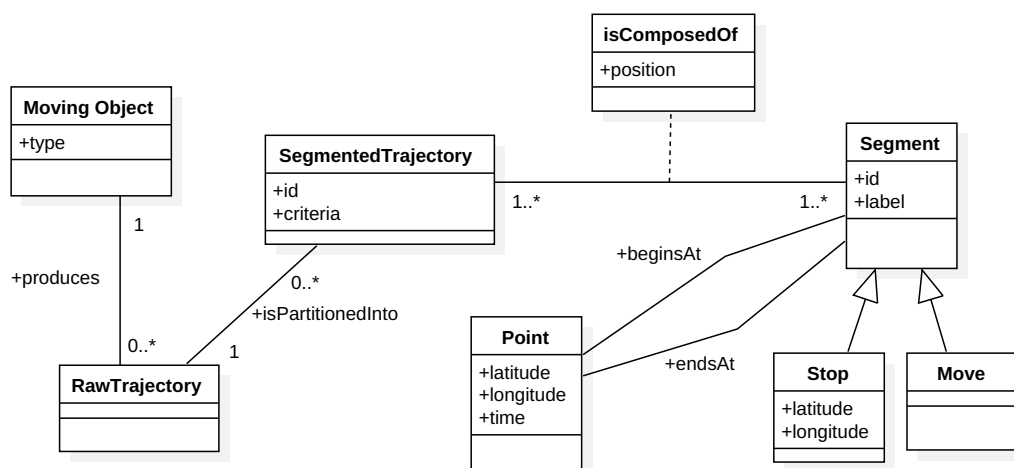 isComposedOf
+position
Moving Object
+type
SegmentedTrajectory
+id
+criteria
Segment
+id
+label
1..*
1..*
1
+produces
0..*
+isPartitionedInto
0..*
1
+beginsAt
+endsAt
RawTrajectory
Point
+latitude
+longitude
+time
Stop
+latitude
+longitude
Move